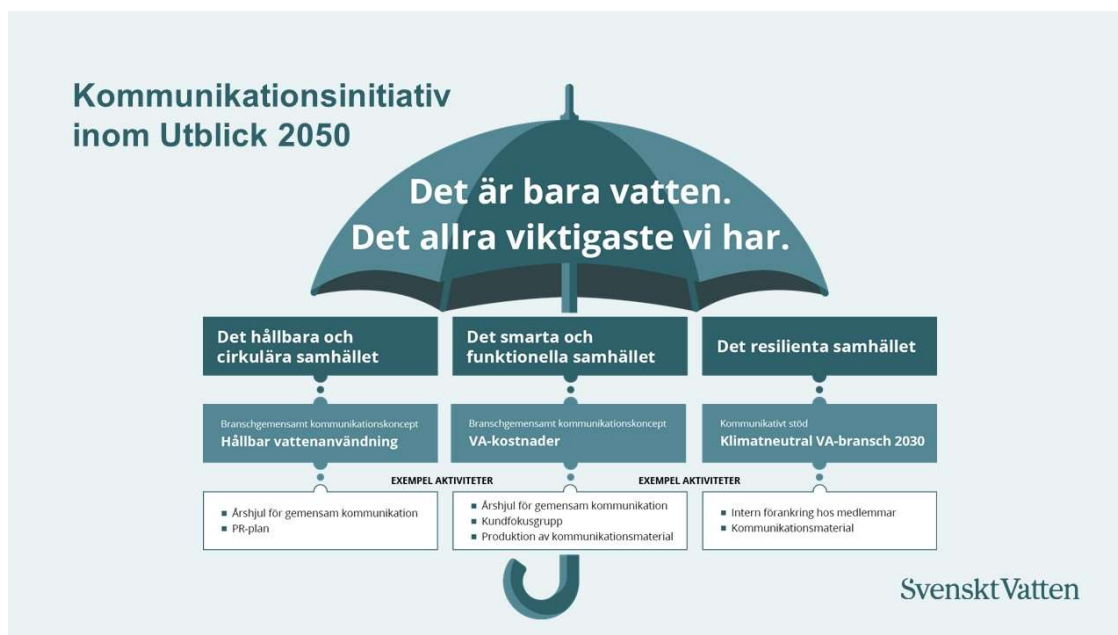 Kommunikationsinitiativ
inom Utblick 2050
Det är bara vatten.
Det allra viktigaste vi har.
Det hållbara och
cirkulära samhället
Branschgemensamt kommunikationskoncept
Hållbar vattenanvändning
EXEMPEL AKTIVITETER
▪ Årshjul för gemensam kommunikation
▪ PR-plan
Det smarta och
funktionella samhället
Branschgemensamt kommunikationskoncept
VA-kostnader
EXEMPEL AKTIVITETER
▪ Årshjul för gemensam kommunikation
▪ Kundfokusgrupp
▪ Produktion av kommunikationsmaterial
Det resilienta samhället
Kommunikativt stöd
Klimatneutral VA-bransch 2030
▪ Intern förankring hos medlemmar
▪ Kommunikationsmaterial
Svenskt Vatten